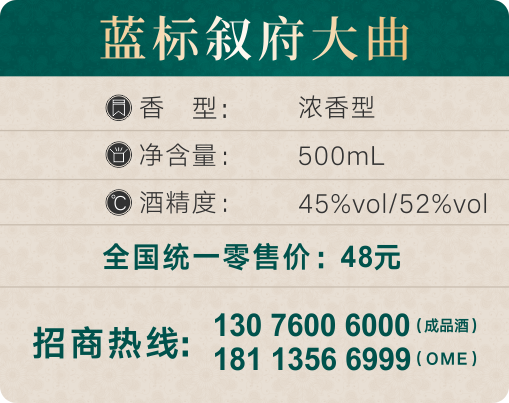 蓝标叙府大曲
香 型: 浓香型
净含量: 500mL
酒精度: 45%vol/52%vol
全国统一零售价：48元
招商热线:
130 7600 6000（成品酒）
181 1356 6999（OME）